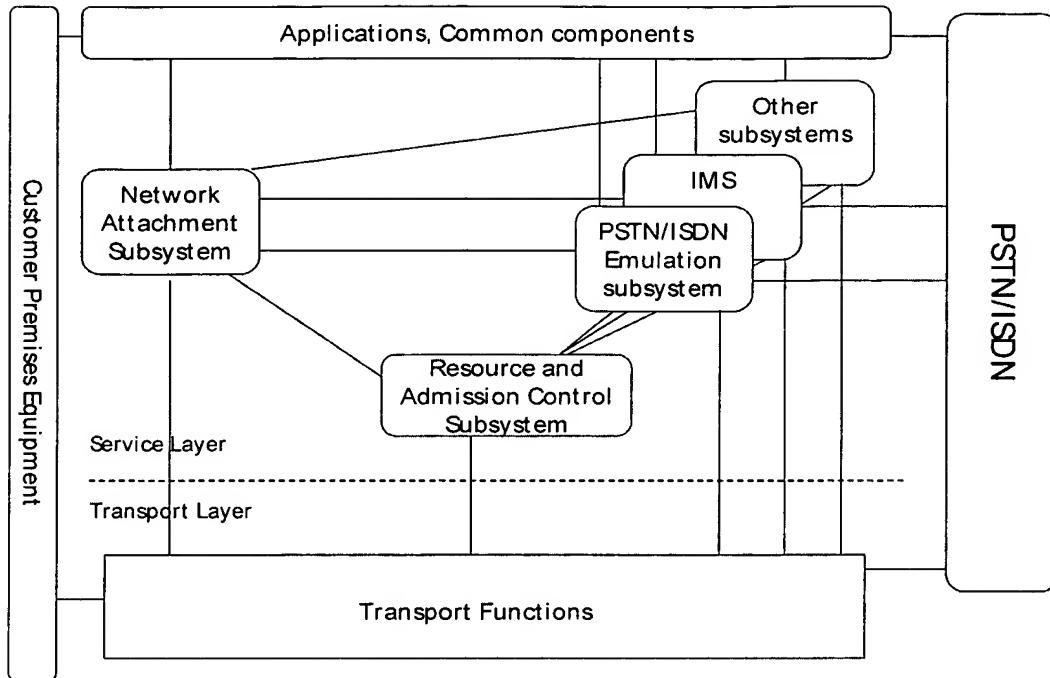 Applications, Common components
Customer Premises Equipment
Other
subsystems
IMS
Network
Attachment
Subsystem
PSTN/ISDN
Emulation
subsystem
PSTN/ISDN
Resource and
Admission Control
Subsystem
Service Layer
Transport Layer
Transport Functions